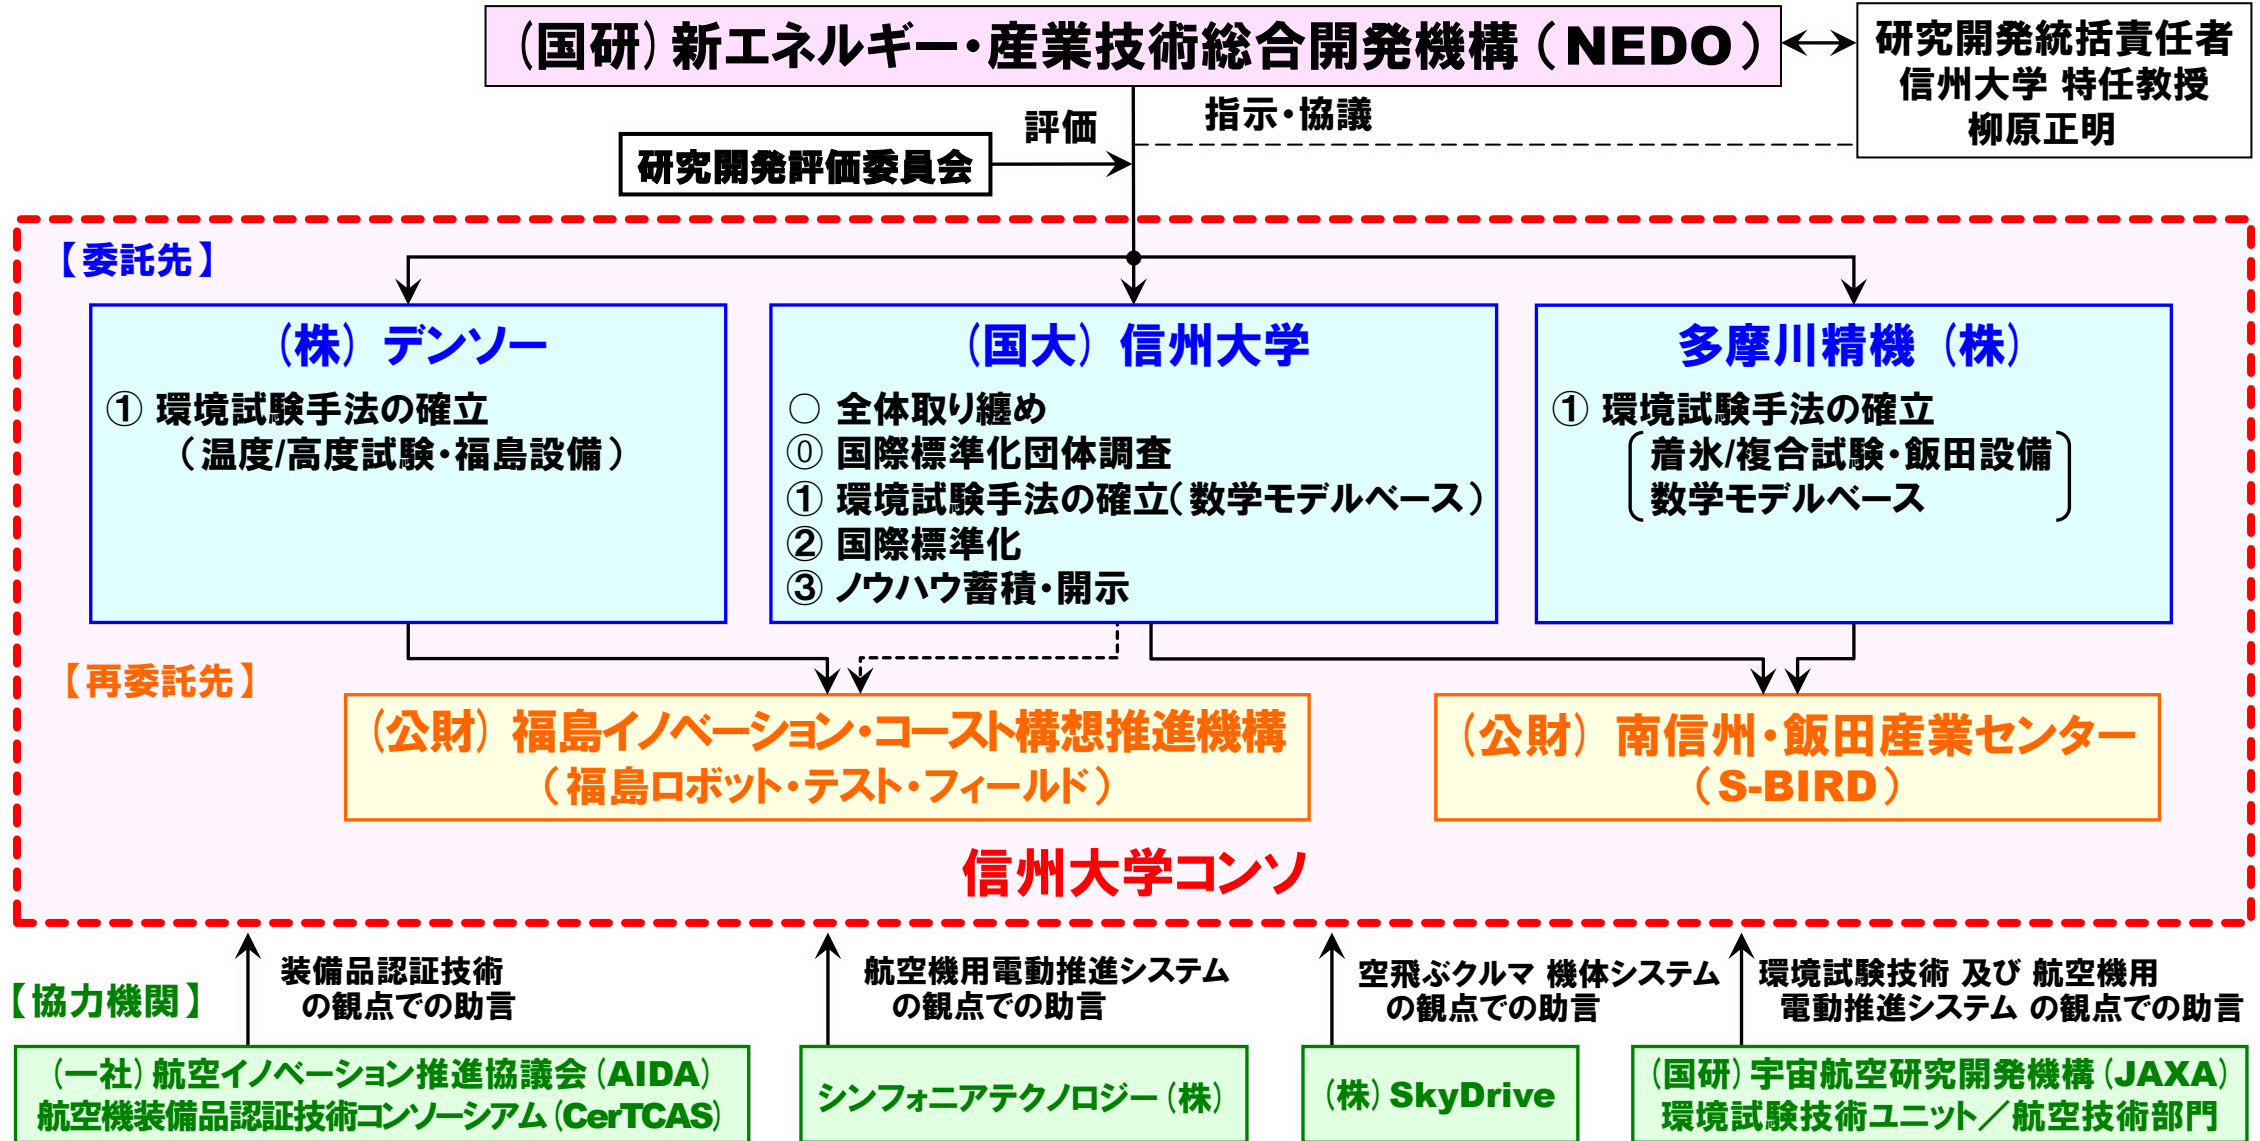 (国研) 新エネルギー・産業技術総合開発機構 (NEDO)
研究開発統括責任者
信州大学 特任教授
柳原正明
評価
指示・協議
研究開発評価委員会
【委託先】
(株) デンソー
① 環境試験手法の確立
(温度/高度試験・福島設備)
(国大) 信州大学
○ 全体取り纏め
⓪ 国際標準化団体調査
① 環境試験手法の確立(数学モデルベース)
② 国際標準化
③ ノウハウ蓄積・開示
多摩川精機 (株)
① 環境試験手法の確立
着氷/複合試験・飯田設備
数学モデルベース
【再委託先】
(公財) 福島イノベーション・コースト構想推進機構
(福島ロボット・テスト・フィールド)
(公財) 南信州・飯田産業センター
(S-BIRD)
信州大学コンソ
【協力機関】
装備品認証技術
の観点での助言
航空機用電動推進システム
の観点での助言
空飛ぶクルマ 機体システム
の観点での助言
環境試験技術 及び 航空機用
電動推進システム の観点での助言
(一社) 航空イノベーション推進協議会 (AIDA)
航空機装備品認証技術コンソーシアム (CerTCAS)
シンフォニアテクノロジー (株)
(株) SkyDrive
(国研) 宇宙航空研究開発機構 (JAXA)
環境試験技術ユニット／航空技術部門